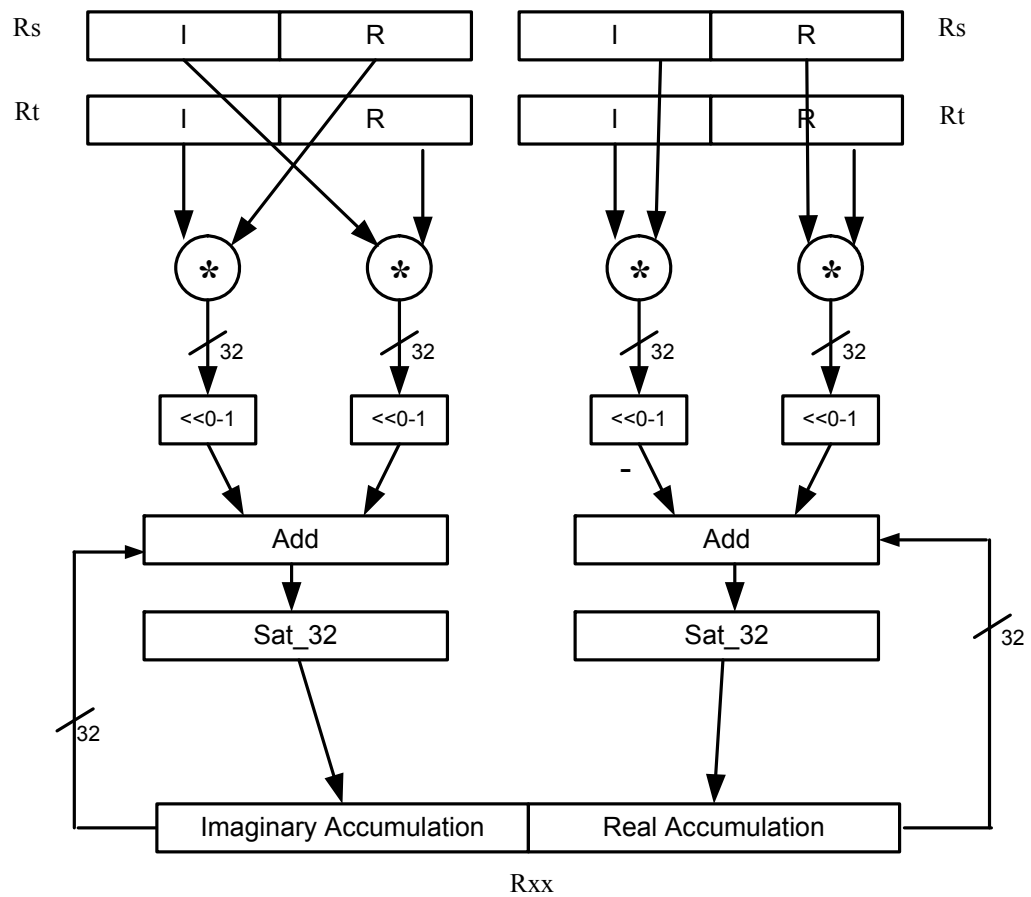 Rs I R I R Rs
Rt I R I R Rt
* * * *
32 32 32 32
<<0-1 <<0-1 <<0-1 <<0-1
-
Add Add
Sat_32 Sat_32
32 32
Imaginary Accumulation Real Accumulation
Rxx